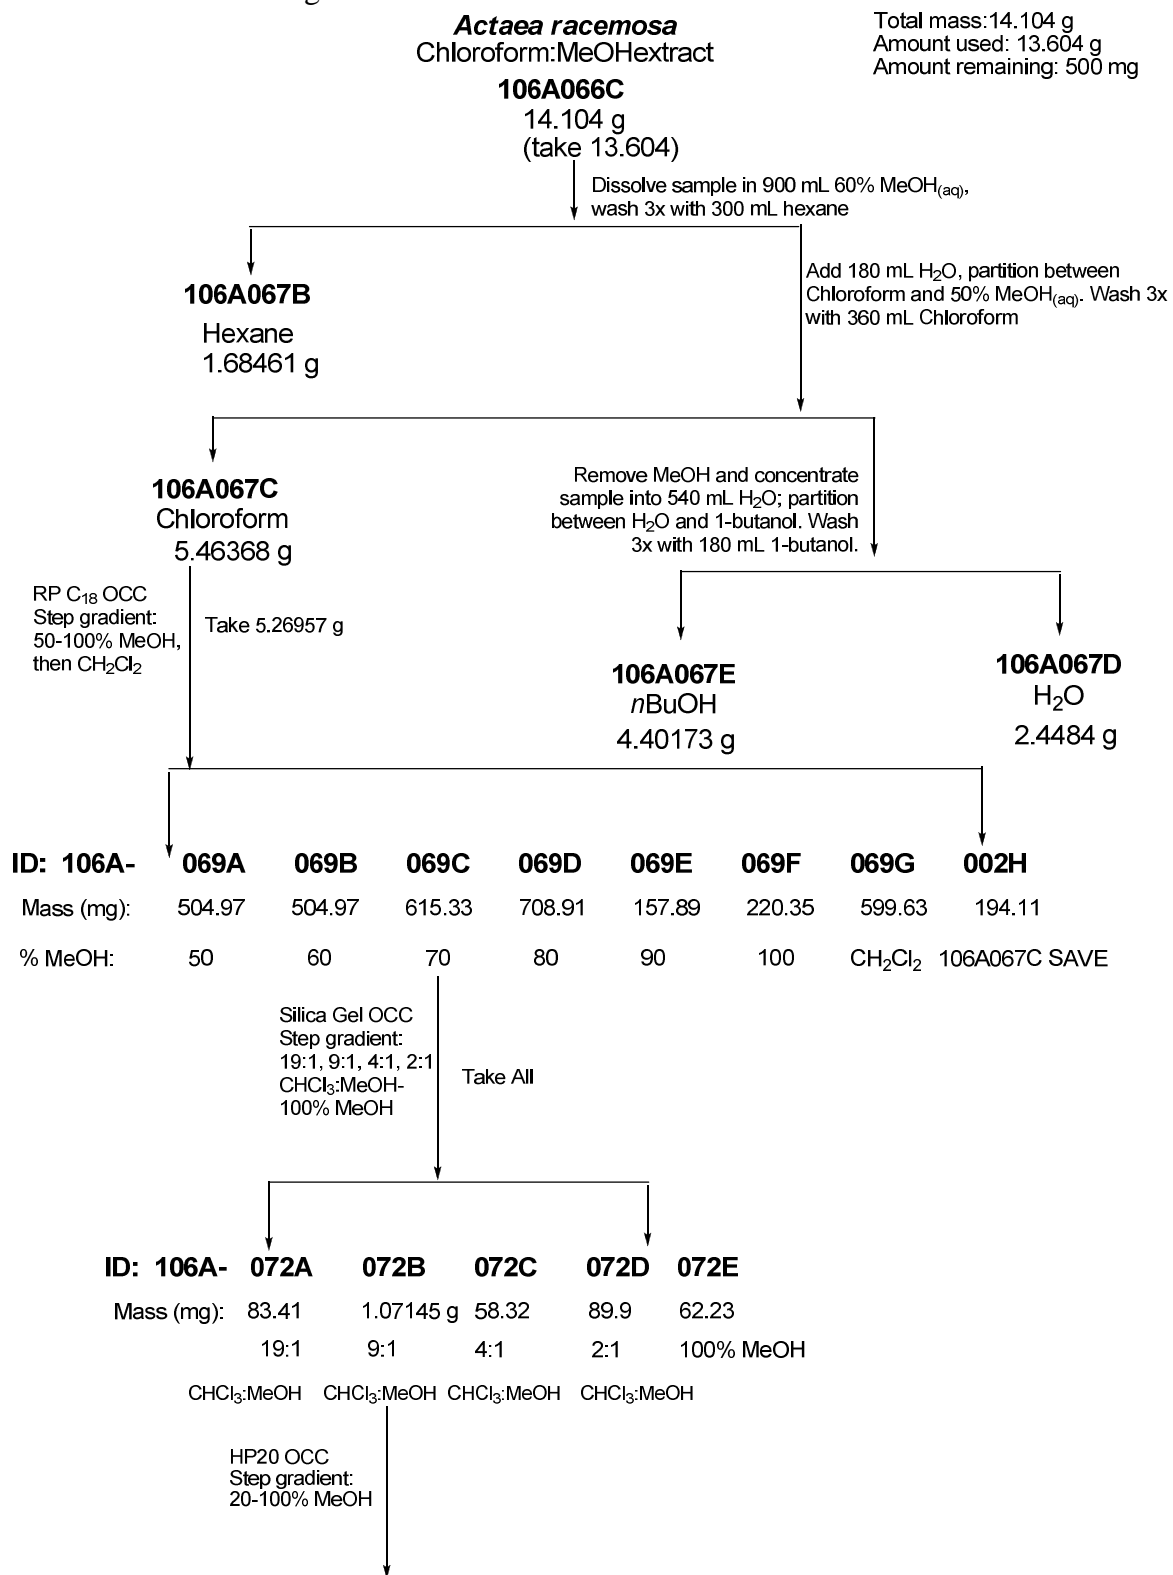 Actaea racemosa
Chloroform:MeOHextract
106A066C
14.104 g
(take 13.604)
Total mass:14.104 g
Amount used: 13.604 g
Amount remaining: 500 mg
Dissolve sample in 900 mL 60% MeOH(aq),
wash 3x with 300 mL hexane
106A067B
Hexane
1.68461 g
Add 180 mL H2O, partition between
Chloroform and 50% MeOH(aq). Wash 3x
with 360 mL Chloroform
106A067C
Chloroform
5.46368 g
Remove MeOH and concentrate
sample into 540 mL H2O; partition
between H2O and 1-butanol. Wash
3x with 180 mL 1-butanol.
RP C18 OCC
Step gradient:
50-100% MeOH,
then CH2Cl2
Take 5.26957 g
106A067E
nBuOH
4.40173 g
106A067D
H2O
2.4484 g
ID: 106A- 069A 069B 069C 069D 069E 069F 069G 002H
Mass (mg): 504.97 504.97 615.33 708.91 157.89 220.35 599.63 194.11
% MeOH: 50 60 70 80 90 100 CH2Cl2 106A067C SAVE
Silica Gel OCC
Step gradient:
19:1, 9:1, 4:1, 2:1
CHCl3:MeOH-
100% MeOH
Take All
ID: 106A- 072A 072B 072C 072D 072E
Mass (mg): 83.41 1.07145 g 58.32 89.9 62.23
19:1 9:1 4:1 2:1 100% MeOH
CHCl3:MeOH CHCl3:MeOH CHCl3:MeOH CHCl3:MeOH
HP20 OCC
Step gradient:
20-100% MeOH